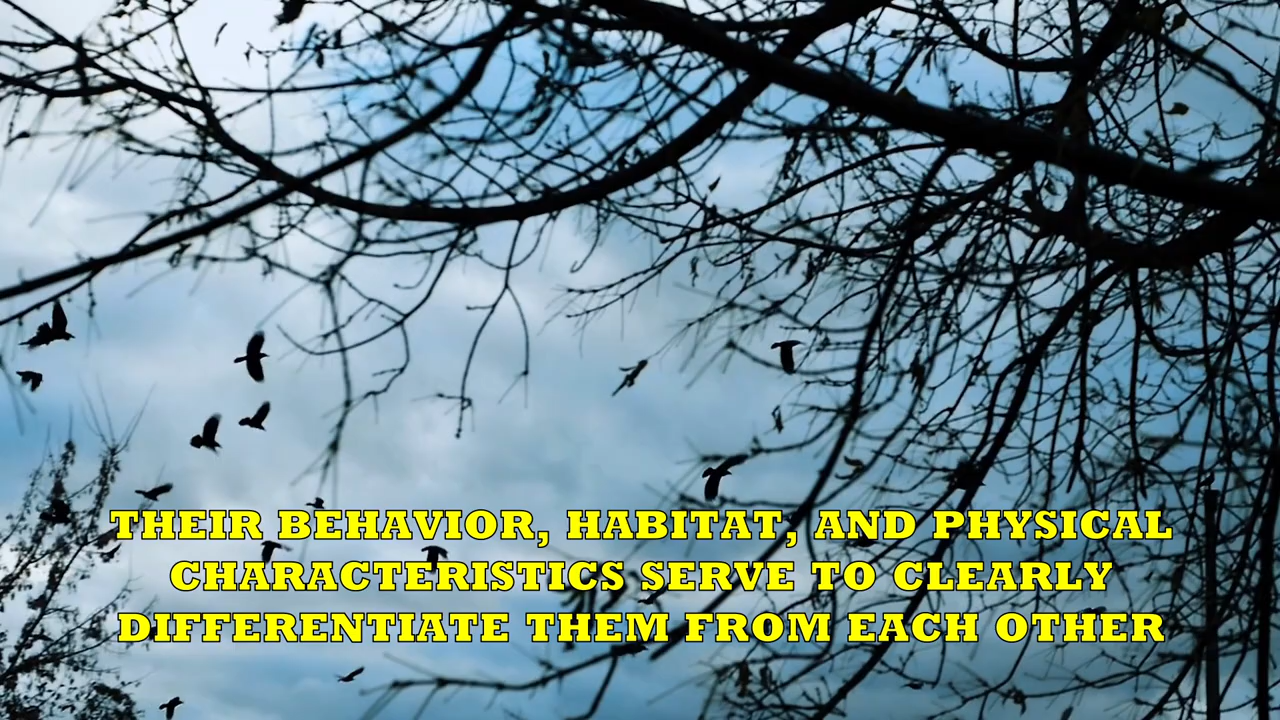 THEIR BEHAVIOR, HABITAT, AND PHYSICAL
CHARACTERISTICS SERVE TO CLEARLY
DIFFERENTIATE THEM FROM EACH OTHER